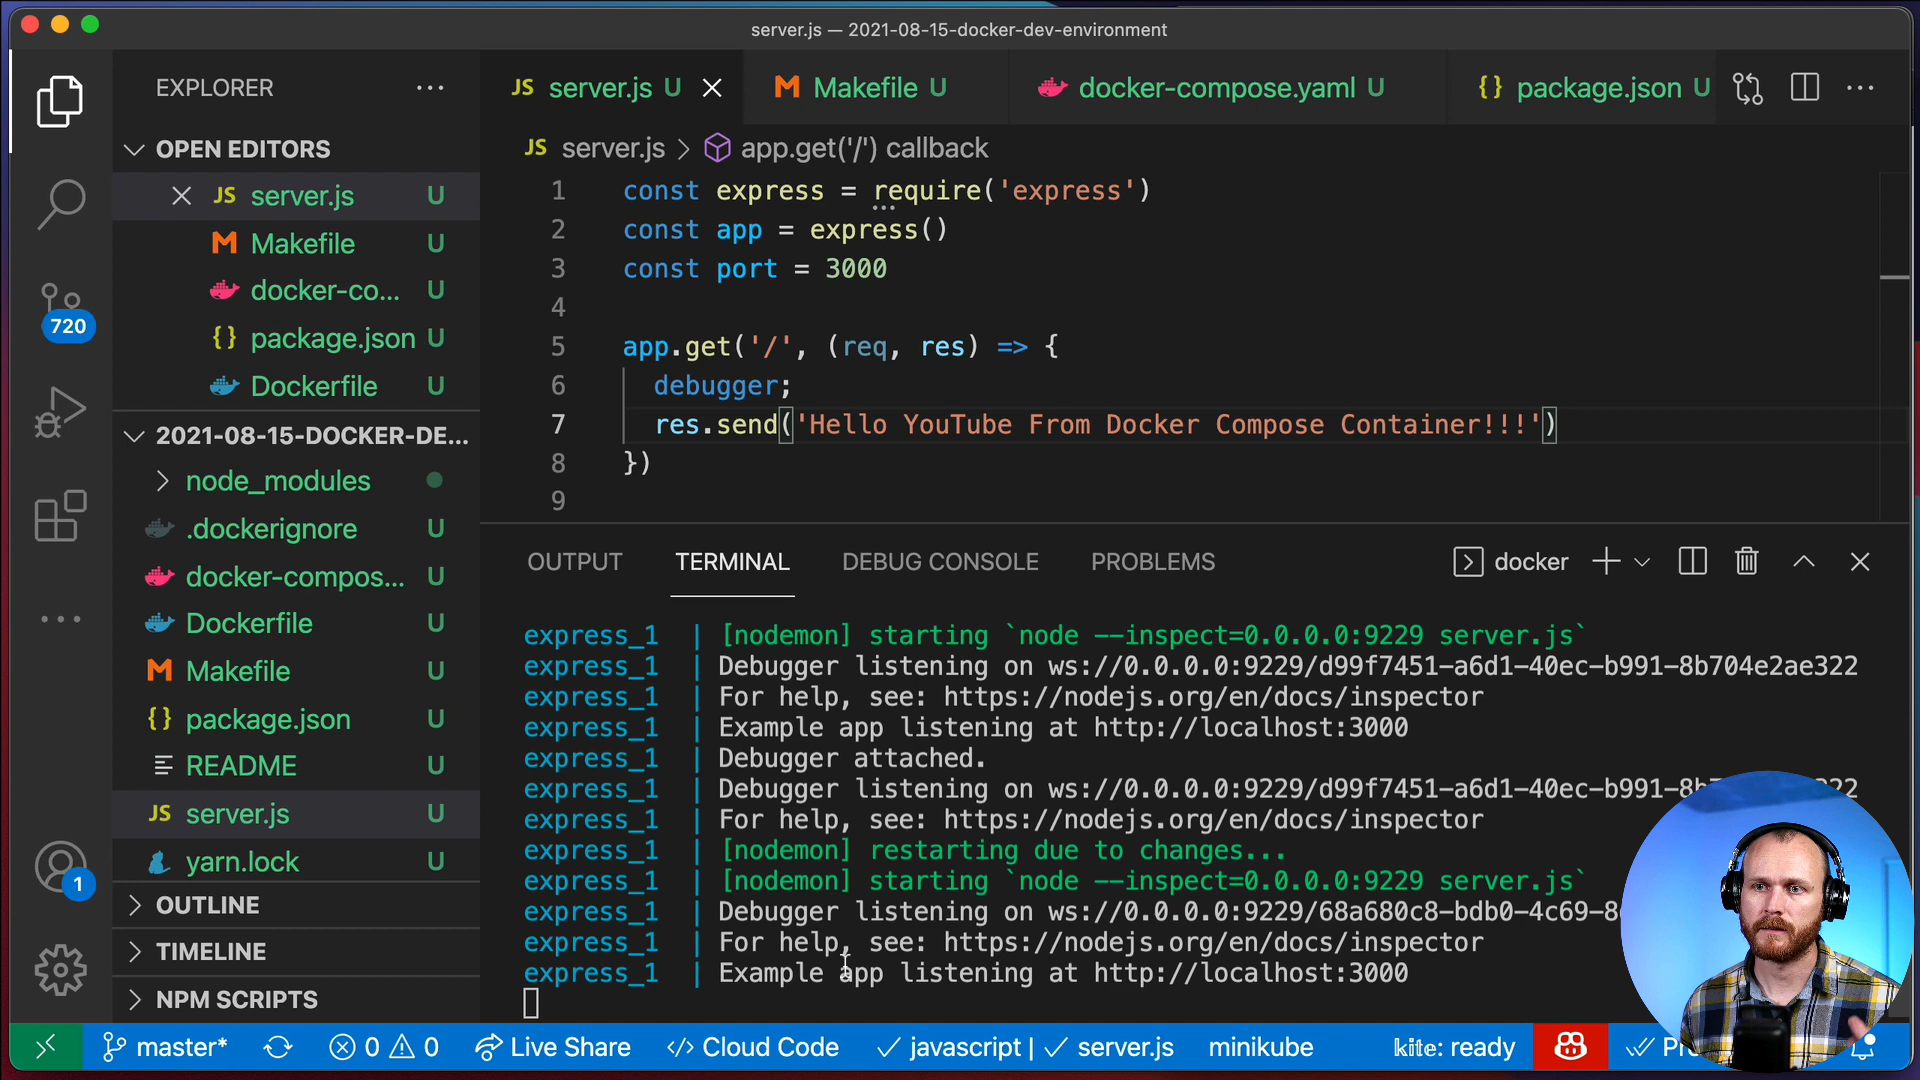 server.js — 2021-08-15-docker-dev-environment
EXPLORER
JS server.js U
M Makefile U
docker-compose.yaml U
{} package.json U
JS server.js > app.get('/') callback
OPEN EDITORS
JS server.js U
M Makefile U
docker-co... U
{} package.json U
Dockerfile U
2021-08-15-DOCKER-DE...
node_modules
.dockerignore U
docker-compos... U
Dockerfile U
M Makefile U
{} package.json U
README U
JS server.js U
yarn.lock U
OUTLINE
TIMELINE
NPM SCRIPTS
720
1
1 const express = require('express')
2 const app = express()
3 const port = 3000
4
5 app.get('/', (req, res) => {
6 debugger;
7 res.send('Hello YouTube From Docker Compose Container!!!')
8 })
9
OUTPUT TERMINAL DEBUG CONSOLE PROBLEMS docker
express_1 | [nodemon] starting `node --inspect=0.0.0.0:9229 server.js`
express_1 | Debugger listening on ws://0.0.0.0:9229/d99f7451-a6d1-40ec-b991-8b704e2ae322
express_1 | For help, see: https://nodejs.org/en/docs/inspector
express_1 | Example app listening at http://localhost:3000
express_1 | Debugger attached.
express_1 | Debugger listening on ws://0.0.0.0:9229/d99f7451-a6d1-40ec-b991-8b
express_1 | For help, see: https://nodejs.org/en/docs/inspector
express_1 | [nodemon] restarting due to changes...
express_1 | [nodemon] starting `node --inspect=0.0.0.0:9229 server.js`
express_1 | Debugger listening on ws://0.0.0.0:9229/68a680c8-bdb0-4c69-8
express_1 | For help, see: https://nodejs.org/en/docs/inspector
express_1 | Example app listening at http://localhost:3000
master* 0 0 Live Share Cloud Code javascript | server.js minikube kite: ready